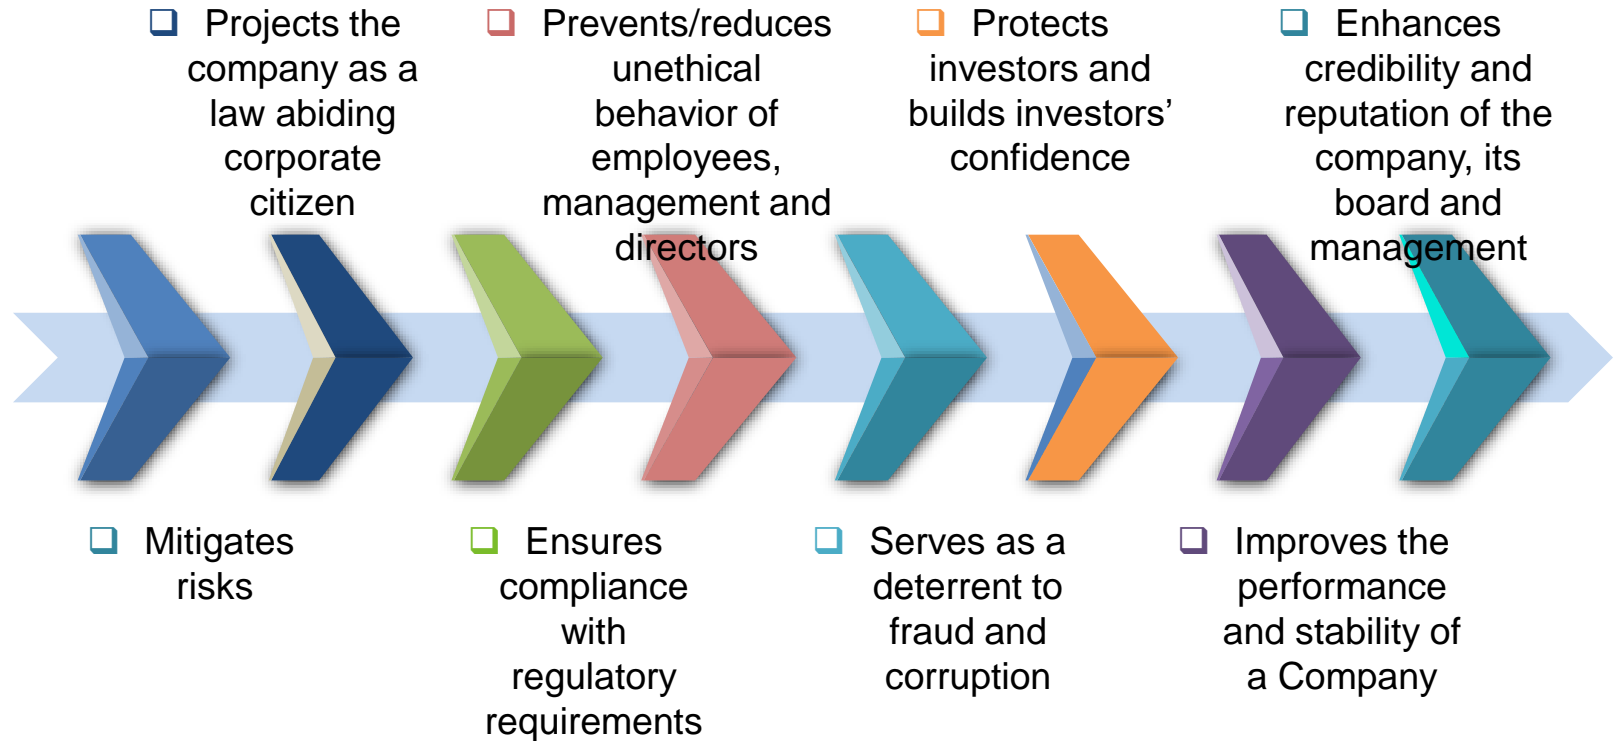 Projects the
company as a
law abiding
corporate
citizen
Prevents/reduces
unethical
behavior of
employees,
management and
directors
Protects
investors and
builds investors’
confidence
Enhances
credibility and
reputation of the
company, its
board and
management
Mitigates
risks
Ensures
compliance
with
regulatory
requirements
Serves as a
deterrent to
fraud and
corruption
Improves the
performance
and stability of
a Company